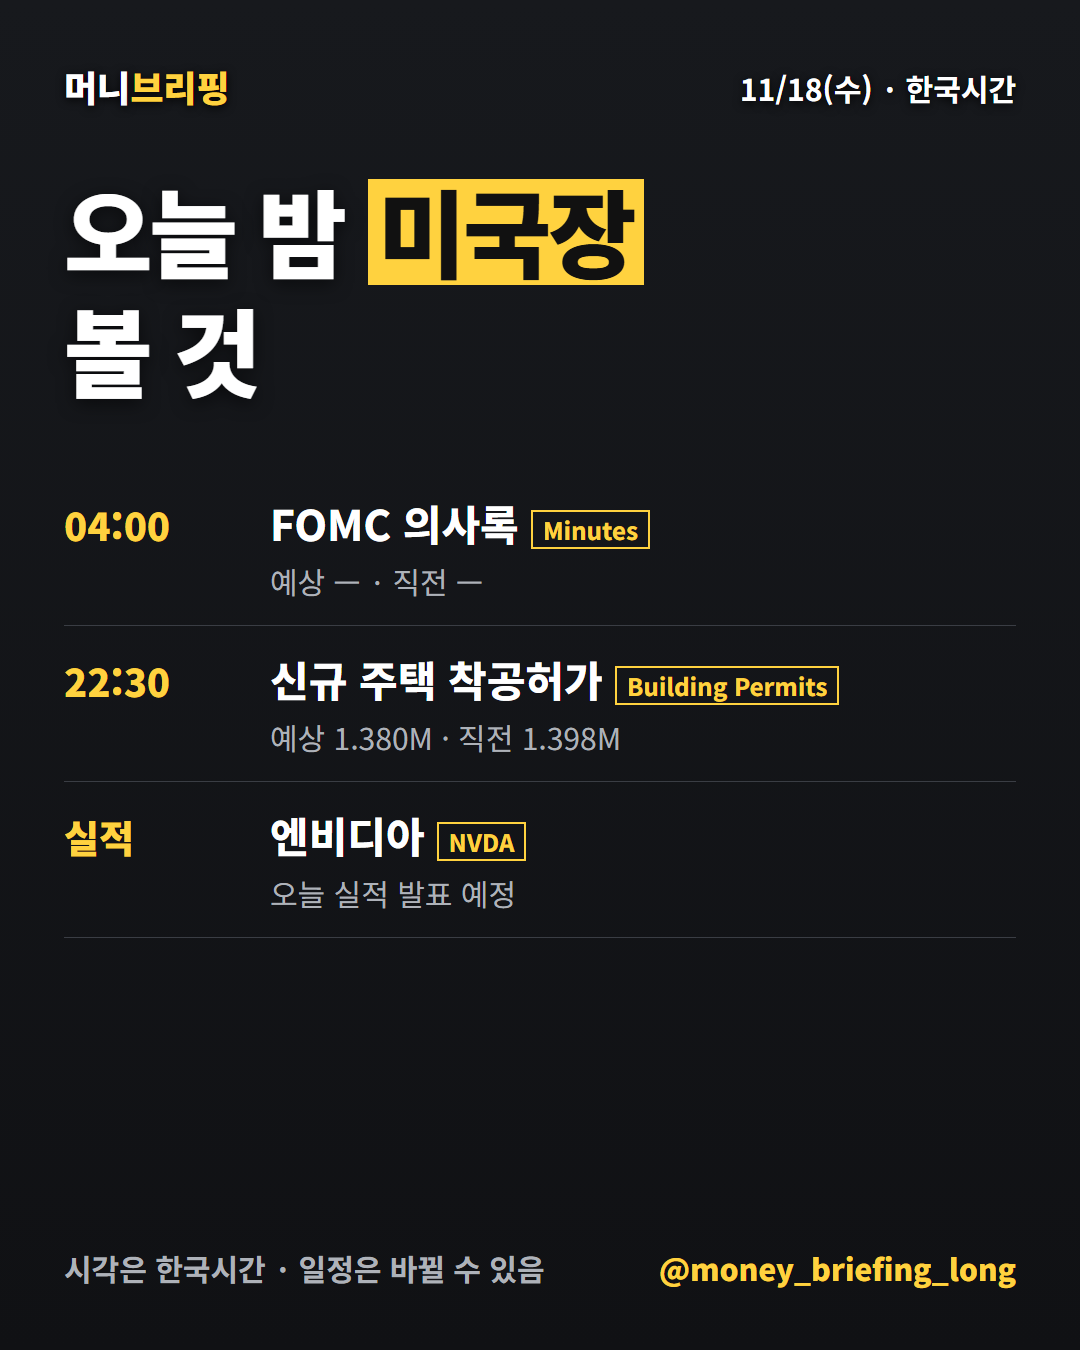 머니브리핑
11/18(수) · 한국시간
오늘 밤 미국장
볼 것
04:00 FOMC 의사록 Minutes
예상 — · 직전 —
22:30 신규 주택 착공허가 Building Permits
예상 1.380M · 직전 1.398M
실적 엔비디아 NVDA
오늘 실적 발표 예정
시각은 한국시간 · 일정은 바뀔 수 있음
@money_briefing_long